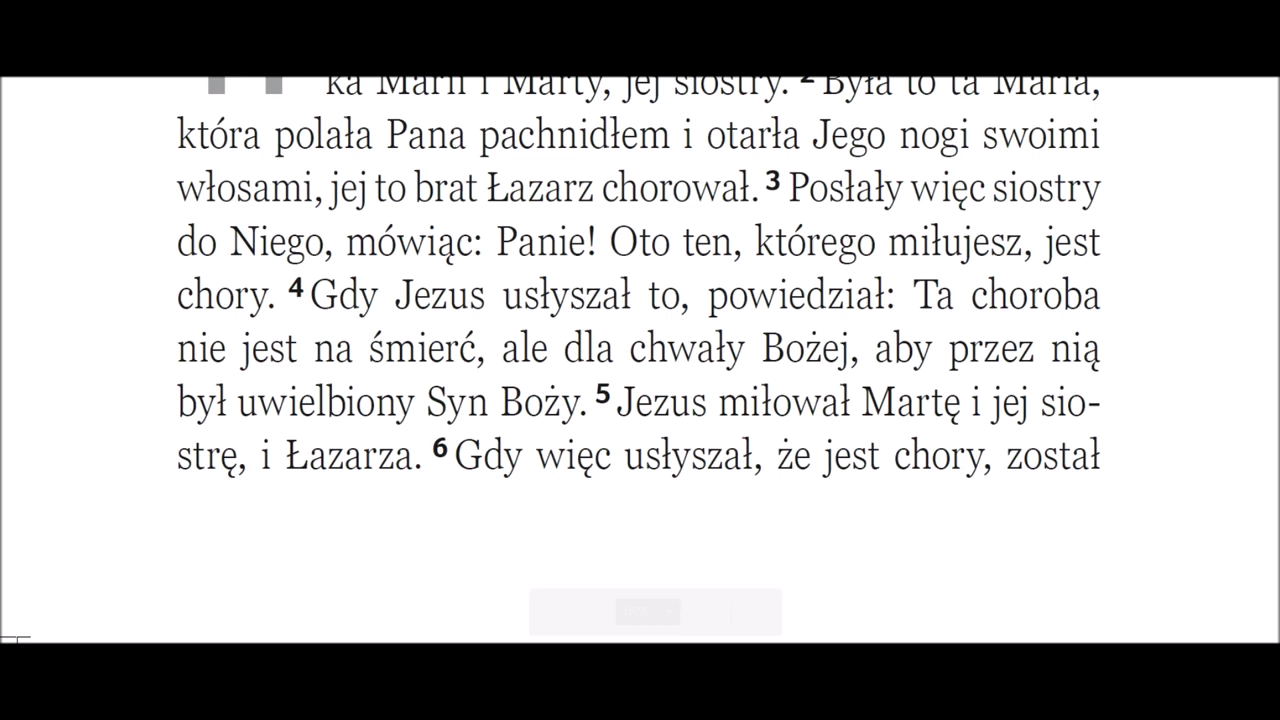 ka Marii i Marty, jej siostry. 2 Była to ta Maria,
która polała Pana pachnidłem i otarła Jego nogi swoimi
włosami, jej to brat Łazarz chorował. 3 Posłały więc siostry
do Niego, mówiąc: Panie! Oto ten, którego miłujesz, jest
chory. 4 Gdy Jezus usłyszał to, powiedział: Ta choroba
nie jest na śmierć, ale dla chwały Bożej, aby przez nią
był uwielbiony Syn Boży. 5 Jezus miłował Martę i jej sio-
strę, i Łazarza. 6 Gdy więc usłyszał, że jest chory, został